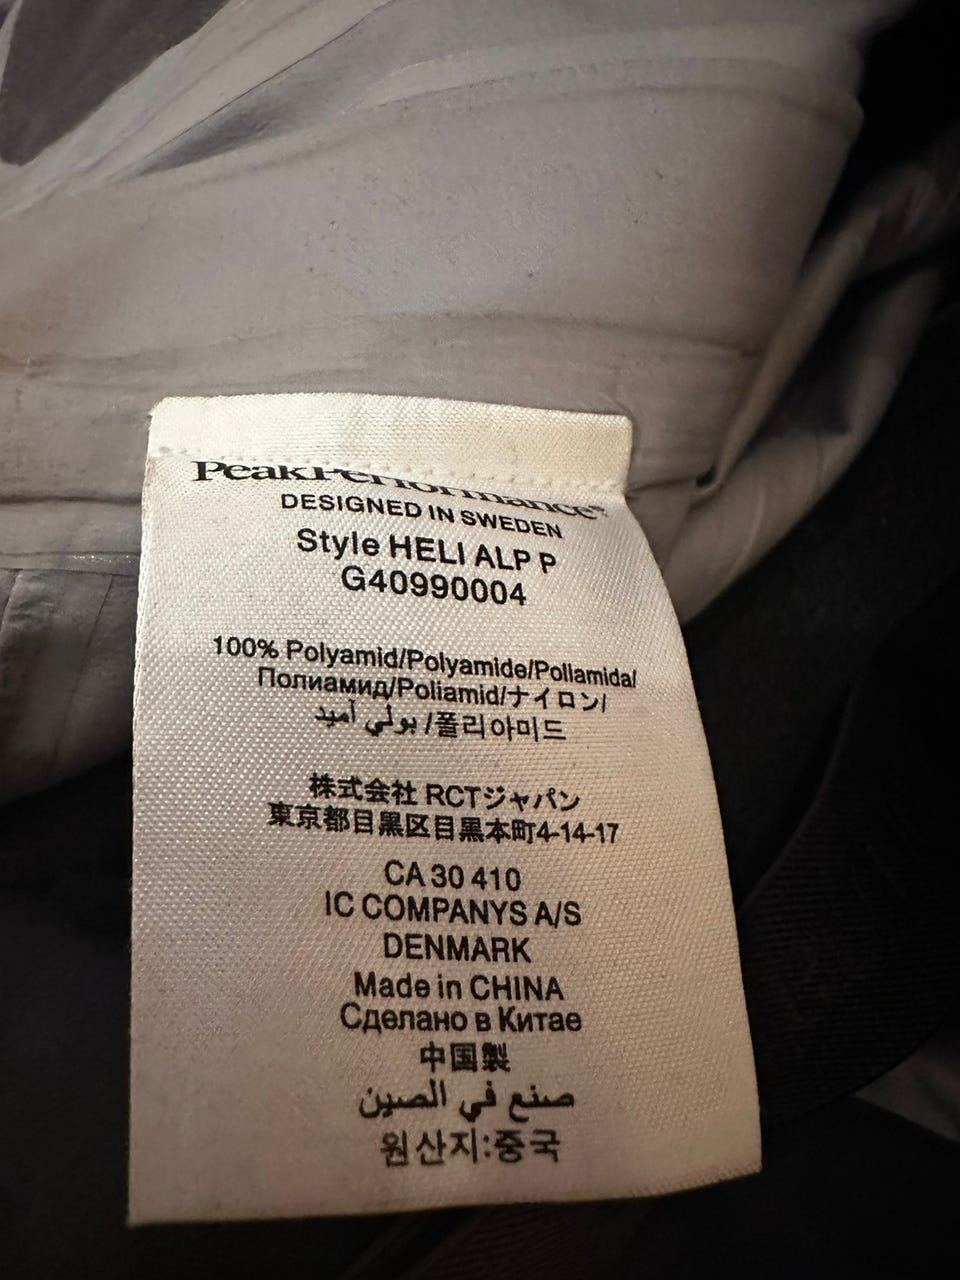 PeakPerformance®
DESIGNED IN SWEDEN
Style HELI ALP P
G40990004
100% Polyamid/Polyamide/Poliamida/
Полиамид/Poliamid/ナイロン/
بولي أميد/폴리아미드
株式会社 RCTジャパン
東京都目黒区目黒本町4-14-17
CA 30 410
IC COMPANYS A/S
DENMARK
Made in CHINA
Сделано в Китае
中国製
صنع في الصين
원산지:중국